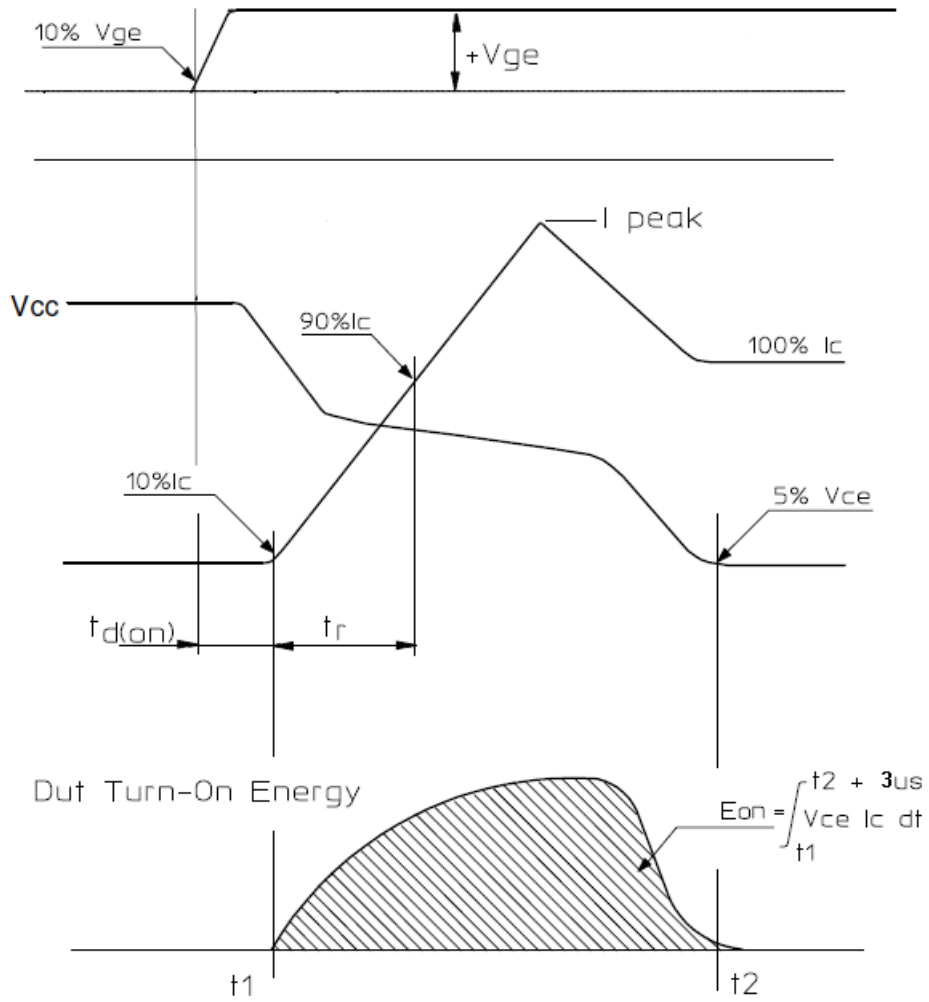 10% Vge
+Vge
I peak
Vcc
90%Ic
100% Ic
10%Ic
5% Vce
td(on)
tr
Dut Turn-On Energy
t2 + 3us
Eon = ∫ Vce Ic dt
t1
t1
t2